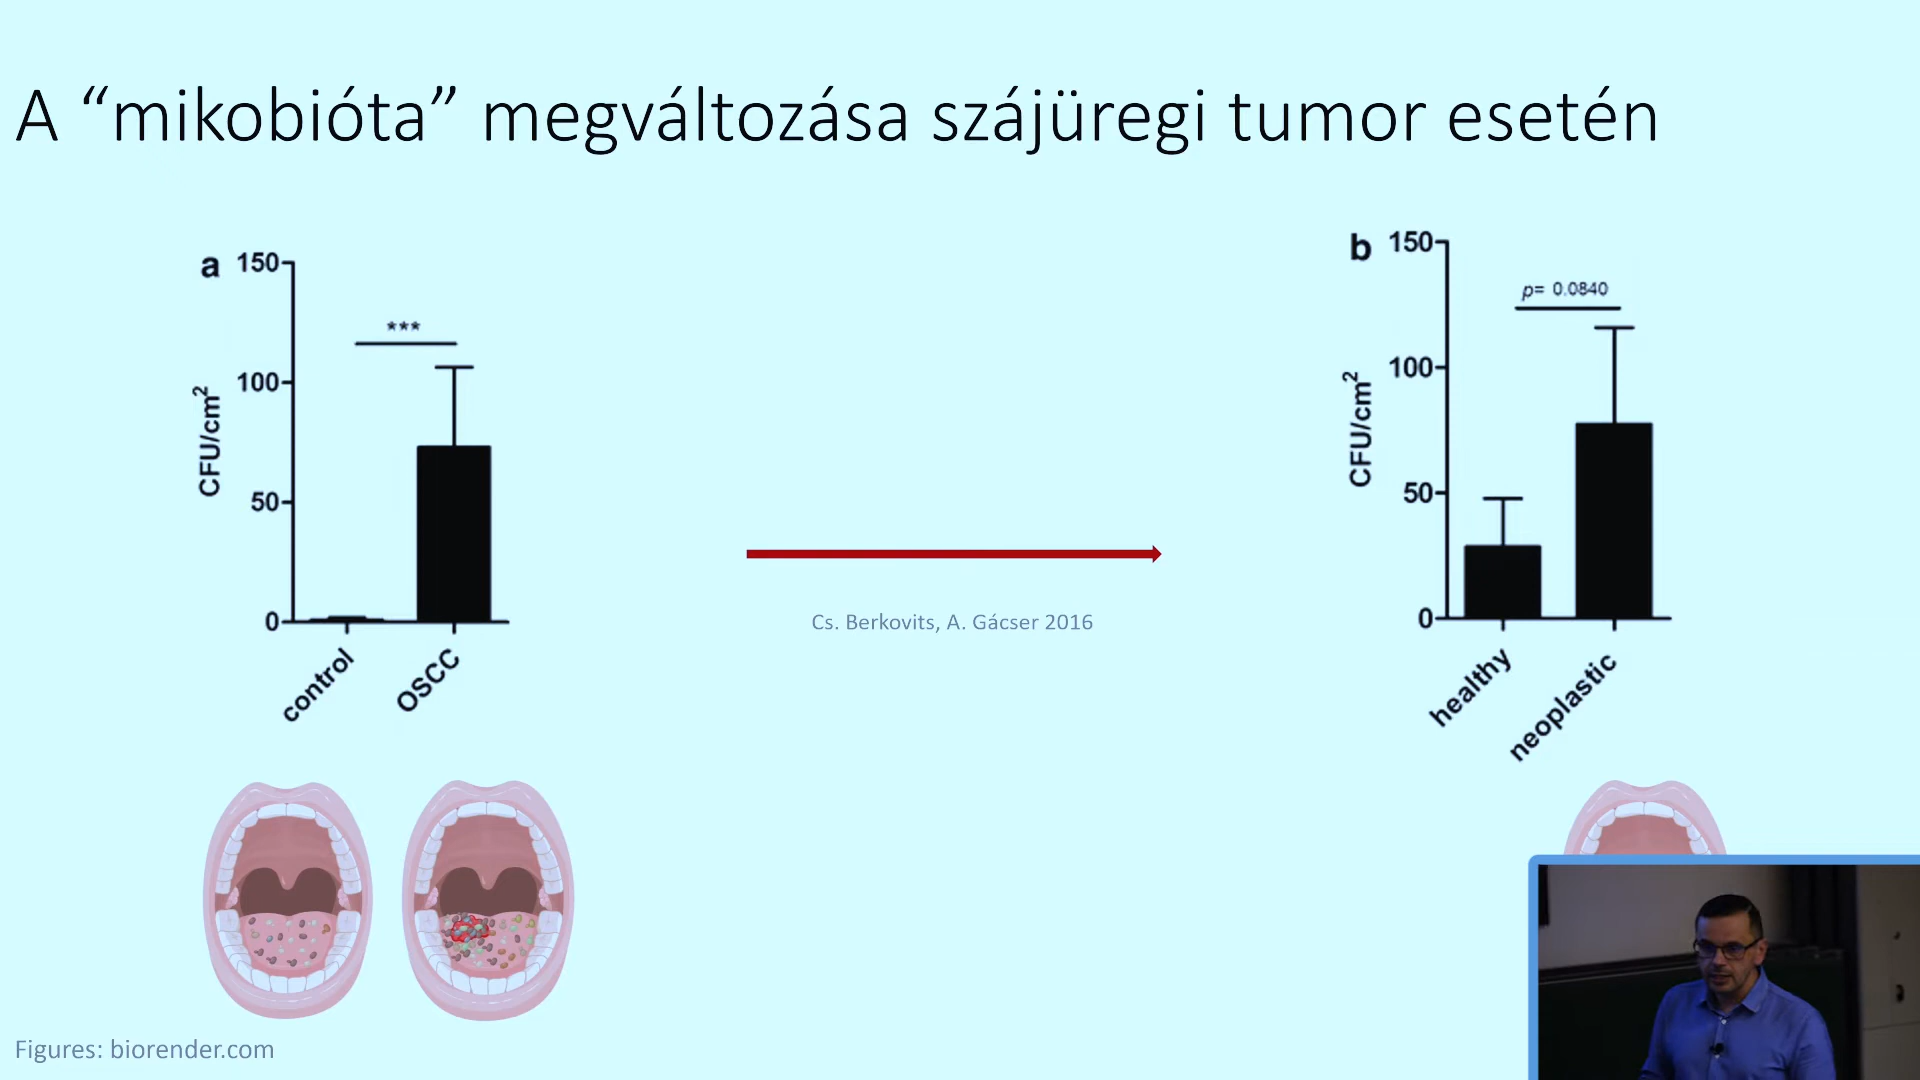 A “mikobióta” megváltozása szájüregi tumor esetén
a
150
100
50
0
CFU/cm²
***
control
OSCC
Cs. Berkovits, A. Gácser 2016
b
150
100
50
0
CFU/cm²
p= 0.0840
healthy
neoplastic
Figures: biorender.com